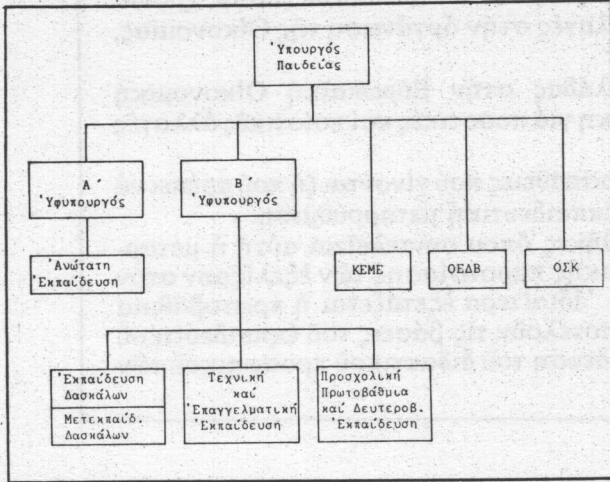 Ὑπουργός
Παιδείας
Α΄
Ὑφυπουργός
Β
Ὑφυπουργός
Ἀνώτατη
Ἐκπαίδευση
ΚΕΜΕ
ΟΕΔΒ
ΟΣΚ
Ἐκπαίδευση
Δασκάλων
Μετεκπαίδ.
Δασκάλων
Τεχνική
καί
Ἐπαγγελματική
Ἐκπαίδευση
Προσχολική
Πρωτοβάθμια
καί Δευτεροβ.
Ἐκπαίδευση